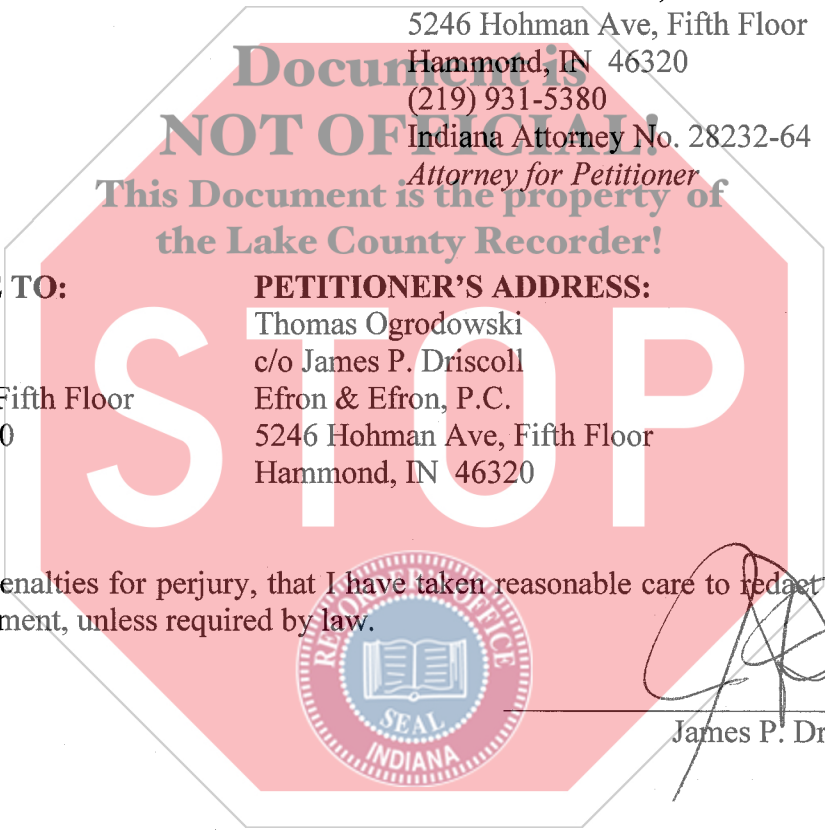 5246 Hohman Ave, Fifth Floor
Hammond, IN 46320
(219) 931-5380
Indiana Attorney No. 28232-64
Attorney for Petitioner
Document is
NOT OFFICIAL!
This Document is the property of
the Lake County Recorder!
TO:
Fifth Floor
0
PETITIONER'S ADDRESS:
Thomas Ogrodowski
c/o James P. Driscoll
Efron & Efron, P.C.
5246 Hohman Ave, Fifth Floor
Hammond, IN 46320
STOP
enalties for perjury, that I have taken reasonable care to redact
ment, unless required by law.
RECORDER'S OFFICE
SEAL
INDIANA
James P. Dr